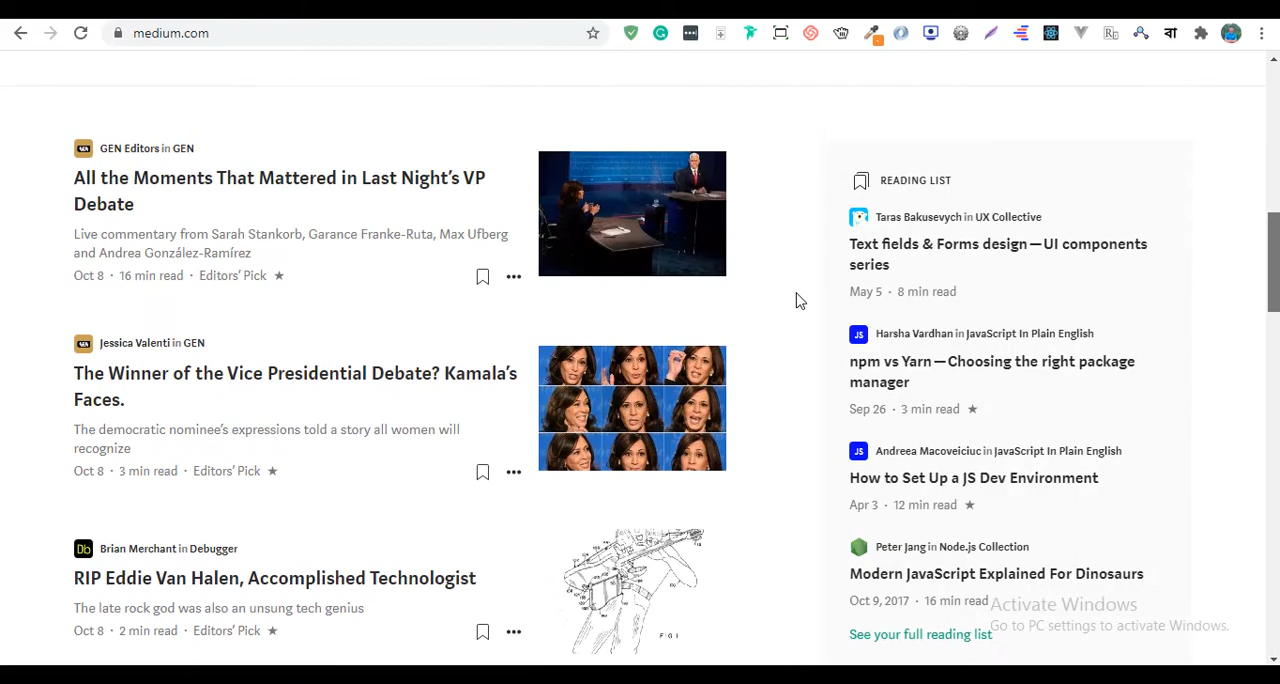 medium.com
GEN Editors in GEN
All the Moments That Mattered in Last Night's VP
Debate
Live commentary from Sarah Stankorb, Garance Franke-Ruta, Max Ufberg
and Andrea González-Ramírez
Oct 8 · 16 min read · Editors' Pick ★
Jessica Valenti in GEN
The Winner of the Vice Presidential Debate? Kamala's
Faces.
The democratic nominee's expressions told a story all women will
recognize
Oct 8 · 3 min read · Editors' Pick ★
Db Brian Merchant in Debugger
RIP Eddie Van Halen, Accomplished Technologist
The late rock god was also an unsung tech genius
Oct 8 · 2 min read · Editors' Pick ★
FIG 1
READING LIST
Taras Bakusevych in UX Collective
Text fields & Forms design — UI components
series
May 5 · 8 min read
JS Harsha Vardhan in JavaScript In Plain English
npm vs Yarn — Choosing the right package
manager
Sep 26 · 3 min read ★
JS Andreea Macoveiciuc in JavaScript In Plain English
How to Set Up a JS Dev Environment
Apr 3 · 12 min read ★
Peter Jang in Node.js Collection
Modern JavaScript Explained For Dinosaurs
Oct 9, 2017 · 16 min read
See your full reading list
Activate Windows
Go to PC settings to activate Windows.